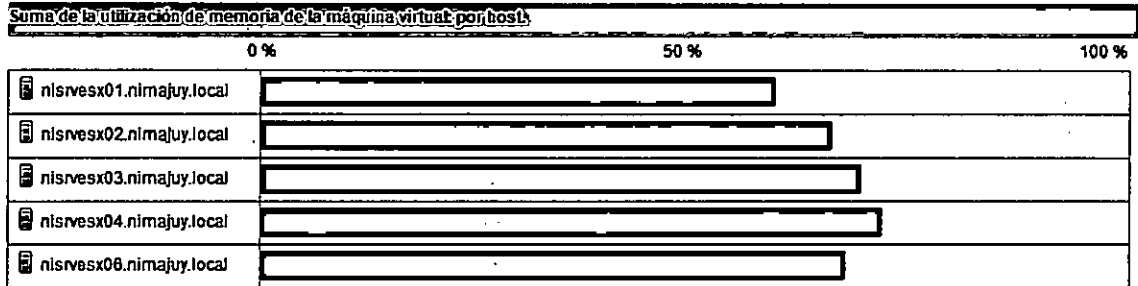 Suma de la utilización de memoria de la máquina virtual por host.
0 % 50 % 100 %
nisrvesx01.nimajuy.local
nisrvesx02.nimajuy.local
nisrvesx03.nimajuy.local
nisrvesx04.nimajuy.local
nisrvesx06.nimajuy.local